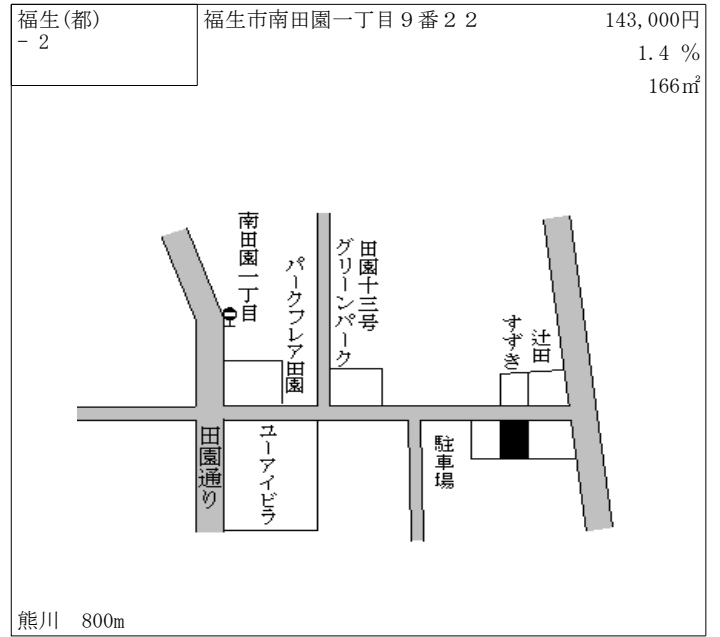 福生(都)
- 2
福生市南田園一丁目９番２２
143,000円
1.4 %
166㎡
南田園一丁目
パークフレア田園
田園十三号
グリーンパーク
すずき
辻田
田園通り
ユーアイビラ
駐車場
熊川 800m